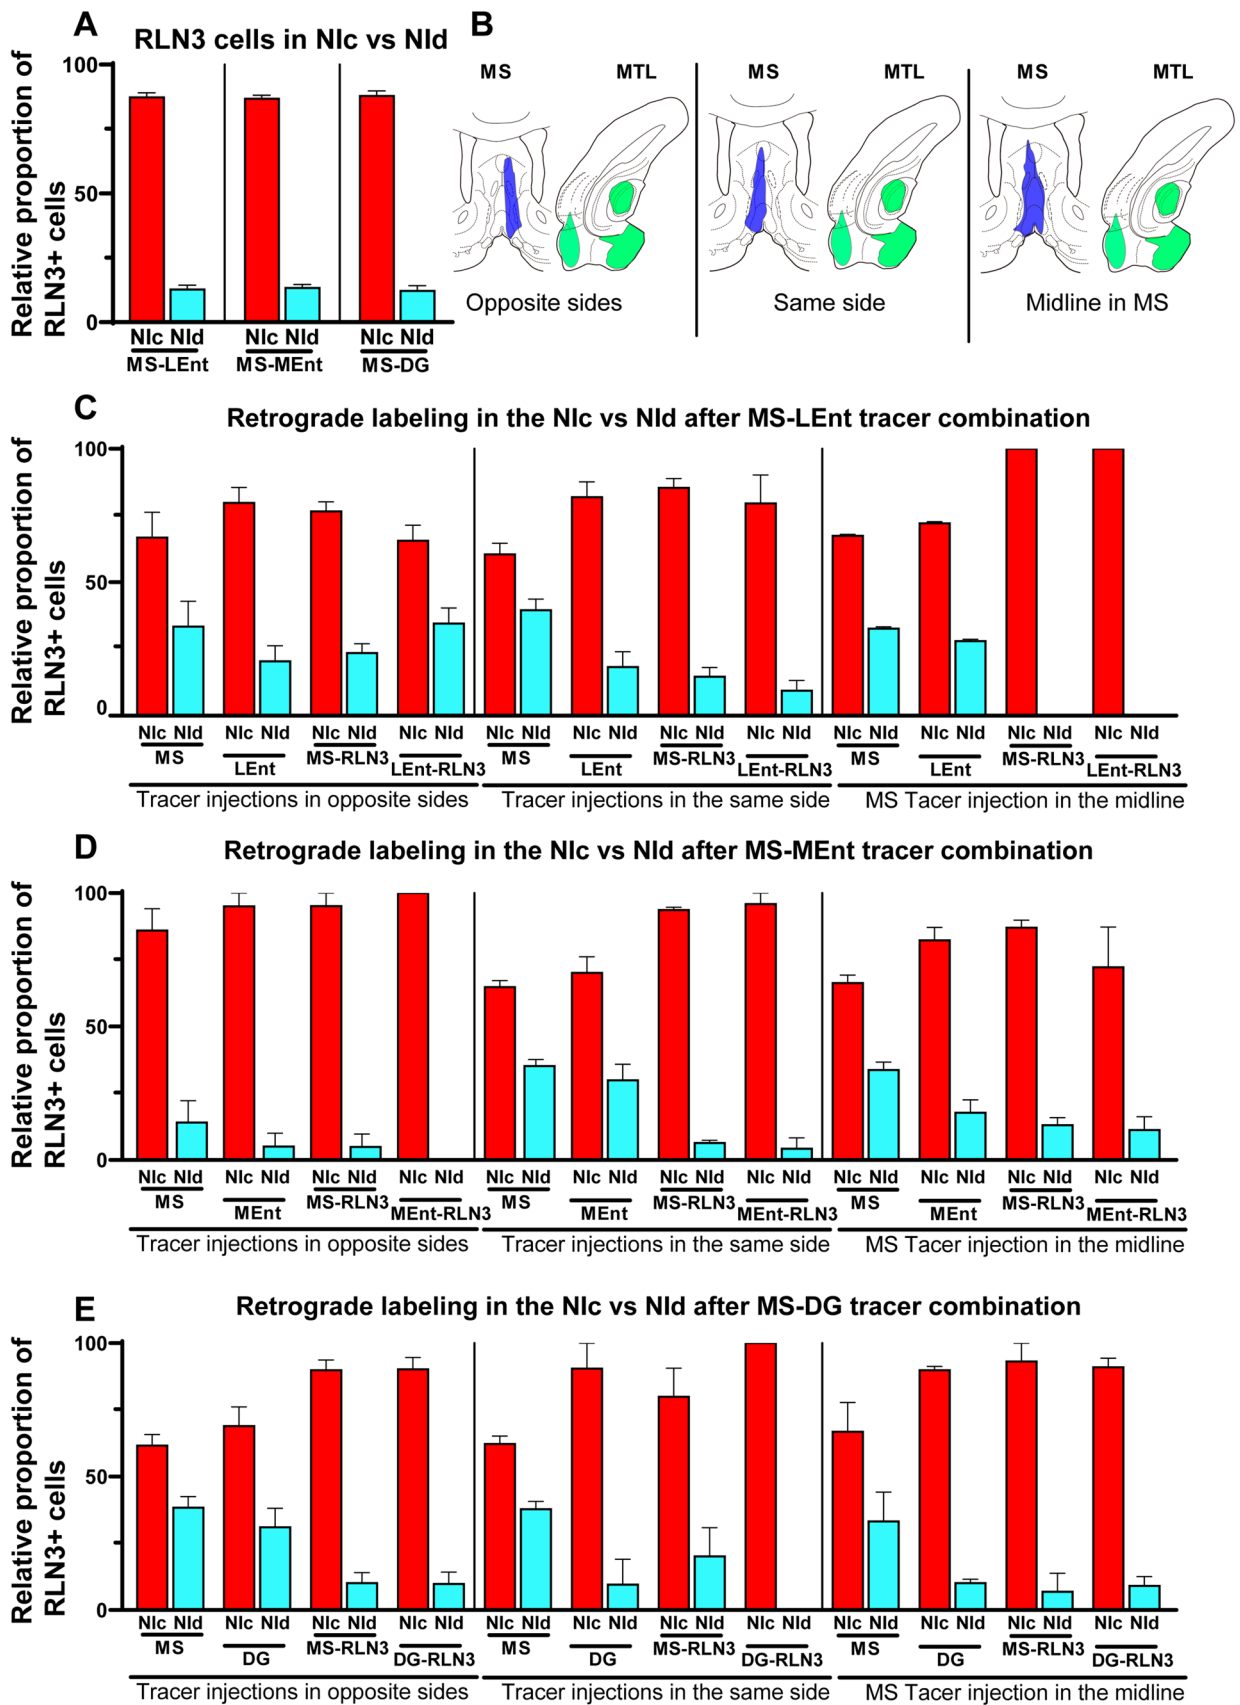 A
RLN3 cells in NIc vs NId
Relative proportion of
RLN3+ cells
100
50
0
NIc NId NIc NId NIc NId
MS-LEnt MS-MEnt MS-DG
B
MS MTL MS MTL MS MTL
Opposite sides Same side Midline in MS
C
Retrograde labeling in the NIc vs NId after MS-LEnt tracer combination
Relative proportion of
RLN3+ cells
100
50
0
NIc NId NIc NId NIc NId NIc NId NIc NId NIc NId NIc NId NIc NId NIc NId NIc NId NIc NId NIc NId
MS LEnt MS-RLN3 LEnt-RLN3 MS LEnt MS-RLN3 LEnt-RLN3 MS LEnt MS-RLN3 LEnt-RLN3
Tracer injections in opposite sides Tracer injections in the same side MS Tacer injection in the midline
D
Retrograde labeling in the NIc vs NId after MS-MEnt tracer combination
Relative proportion of
RLN3+ cells
100
50
0
NIc NId NIc NId NIc NId NIc NId NIc NId NIc NId NIc NId NIc NId NIc NId NIc NId NIc NId NIc NId
MS MEnt MS-RLN3 MEnt-RLN3 MS MEnt MS-RLN3 MEnt-RLN3 MS MEnt MS-RLN3 MEnt-RLN3
Tracer injections in opposite sides Tracer injections in the same side MS Tacer injection in the midline
E
Retrograde labeling in the NIc vs NId after MS-DG tracer combination
Relative proportion of
RLN3+ cells
100
50
0
NIc NId NIc NId NIc NId NIc NId NIc NId NIc NId NIc NId NIc NId NIc NId NIc NId NIc NId NIc NId
MS DG MS-RLN3 DG-RLN3 MS DG MS-RLN3 DG-RLN3 MS DG MS-RLN3 DG-RLN3
Tracer injections in opposite sides Tracer injections in the same side MS Tacer injection in the midline